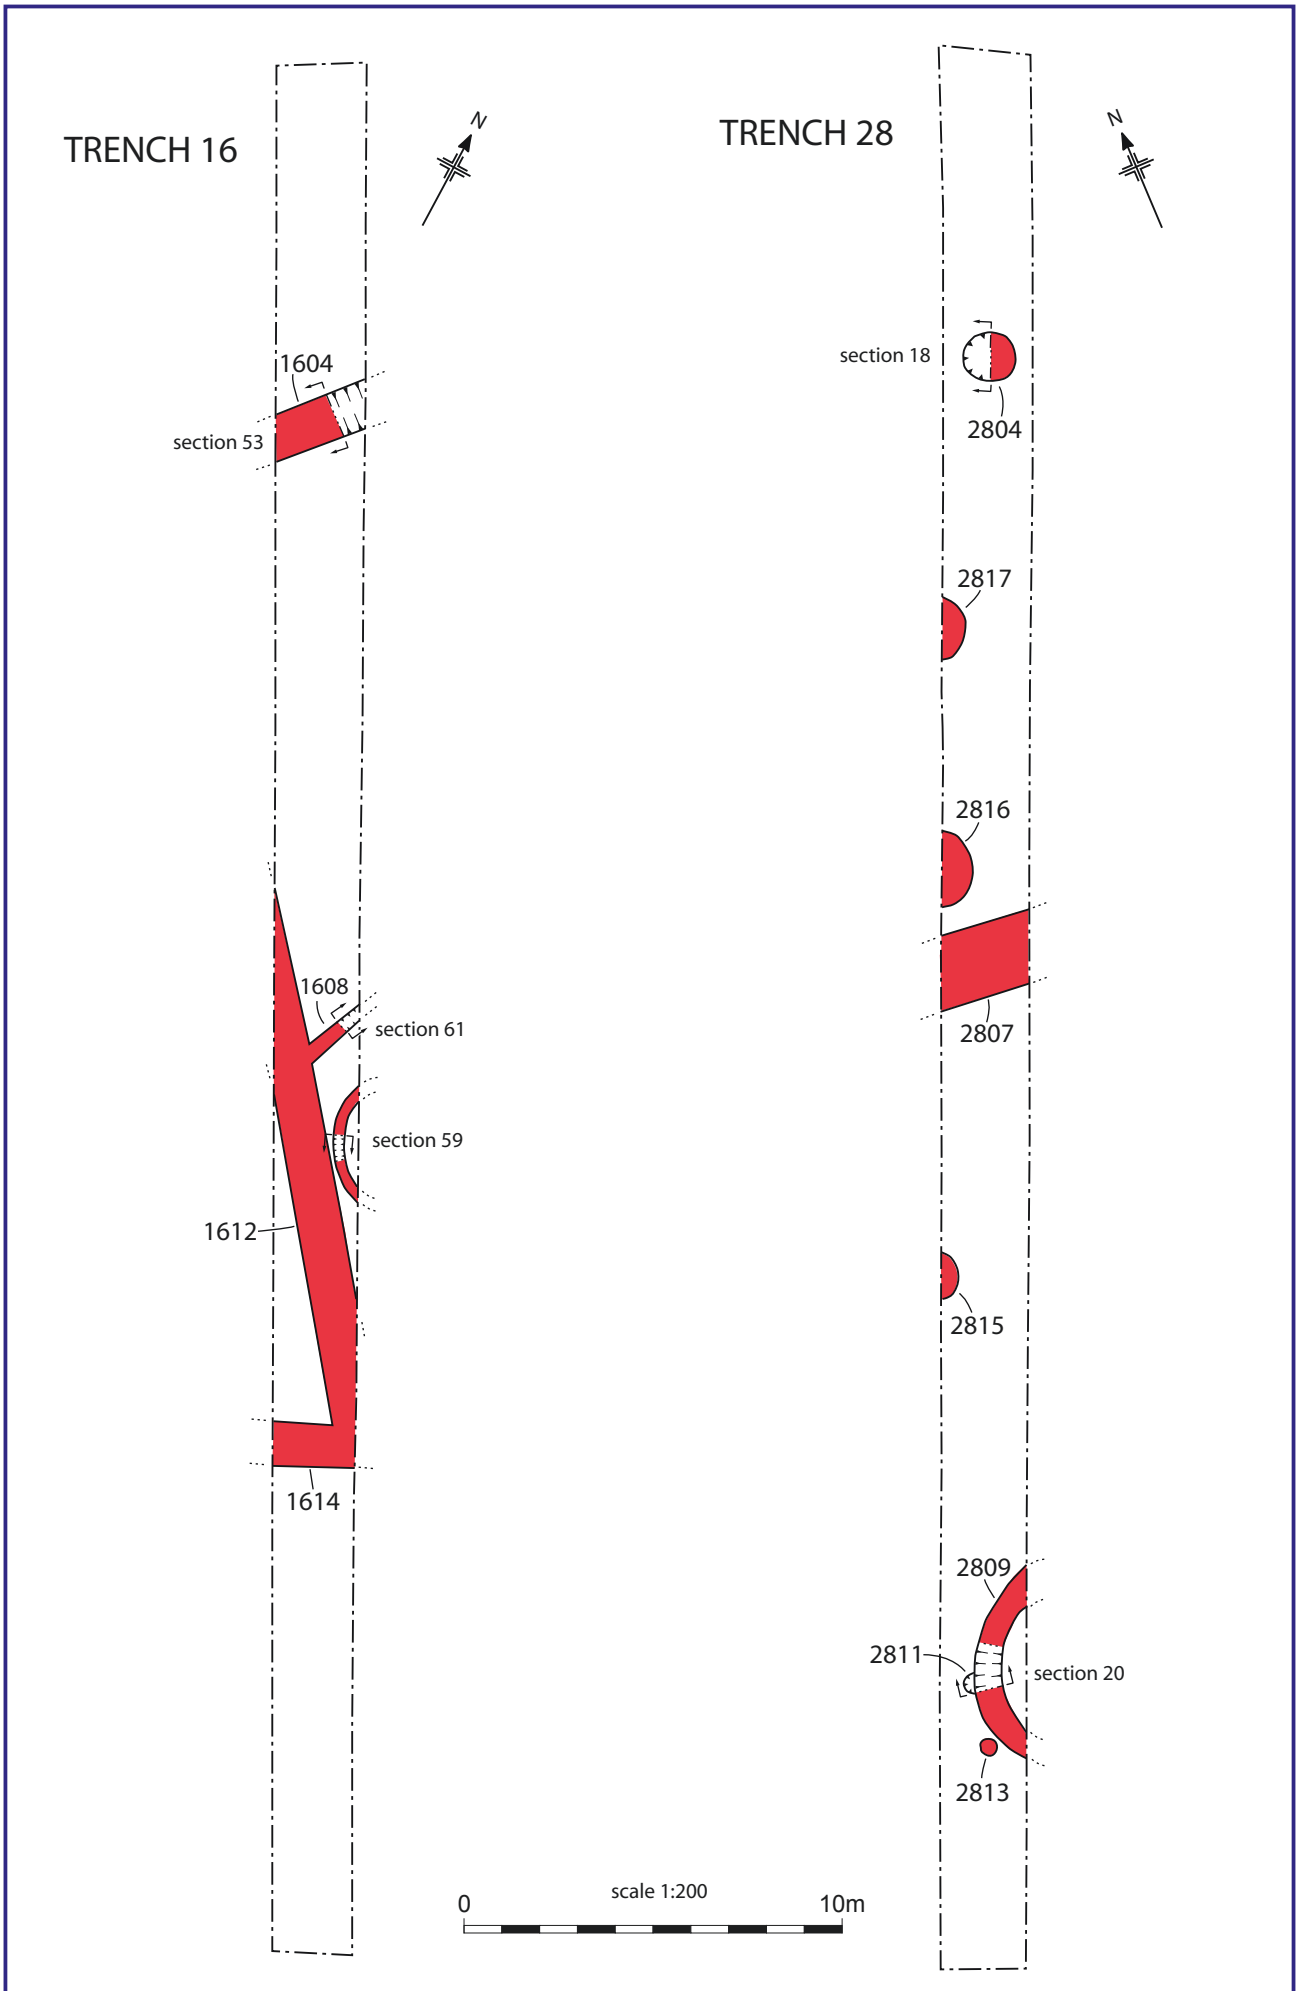 TRENCH 16
N
1604
section 53
1608
section 61
section 59
1612
1614
TRENCH 28
N
section 18
2804
2817
2816
2807
2815
2809
2811
section 20
2813
scale 1:200
0 10m